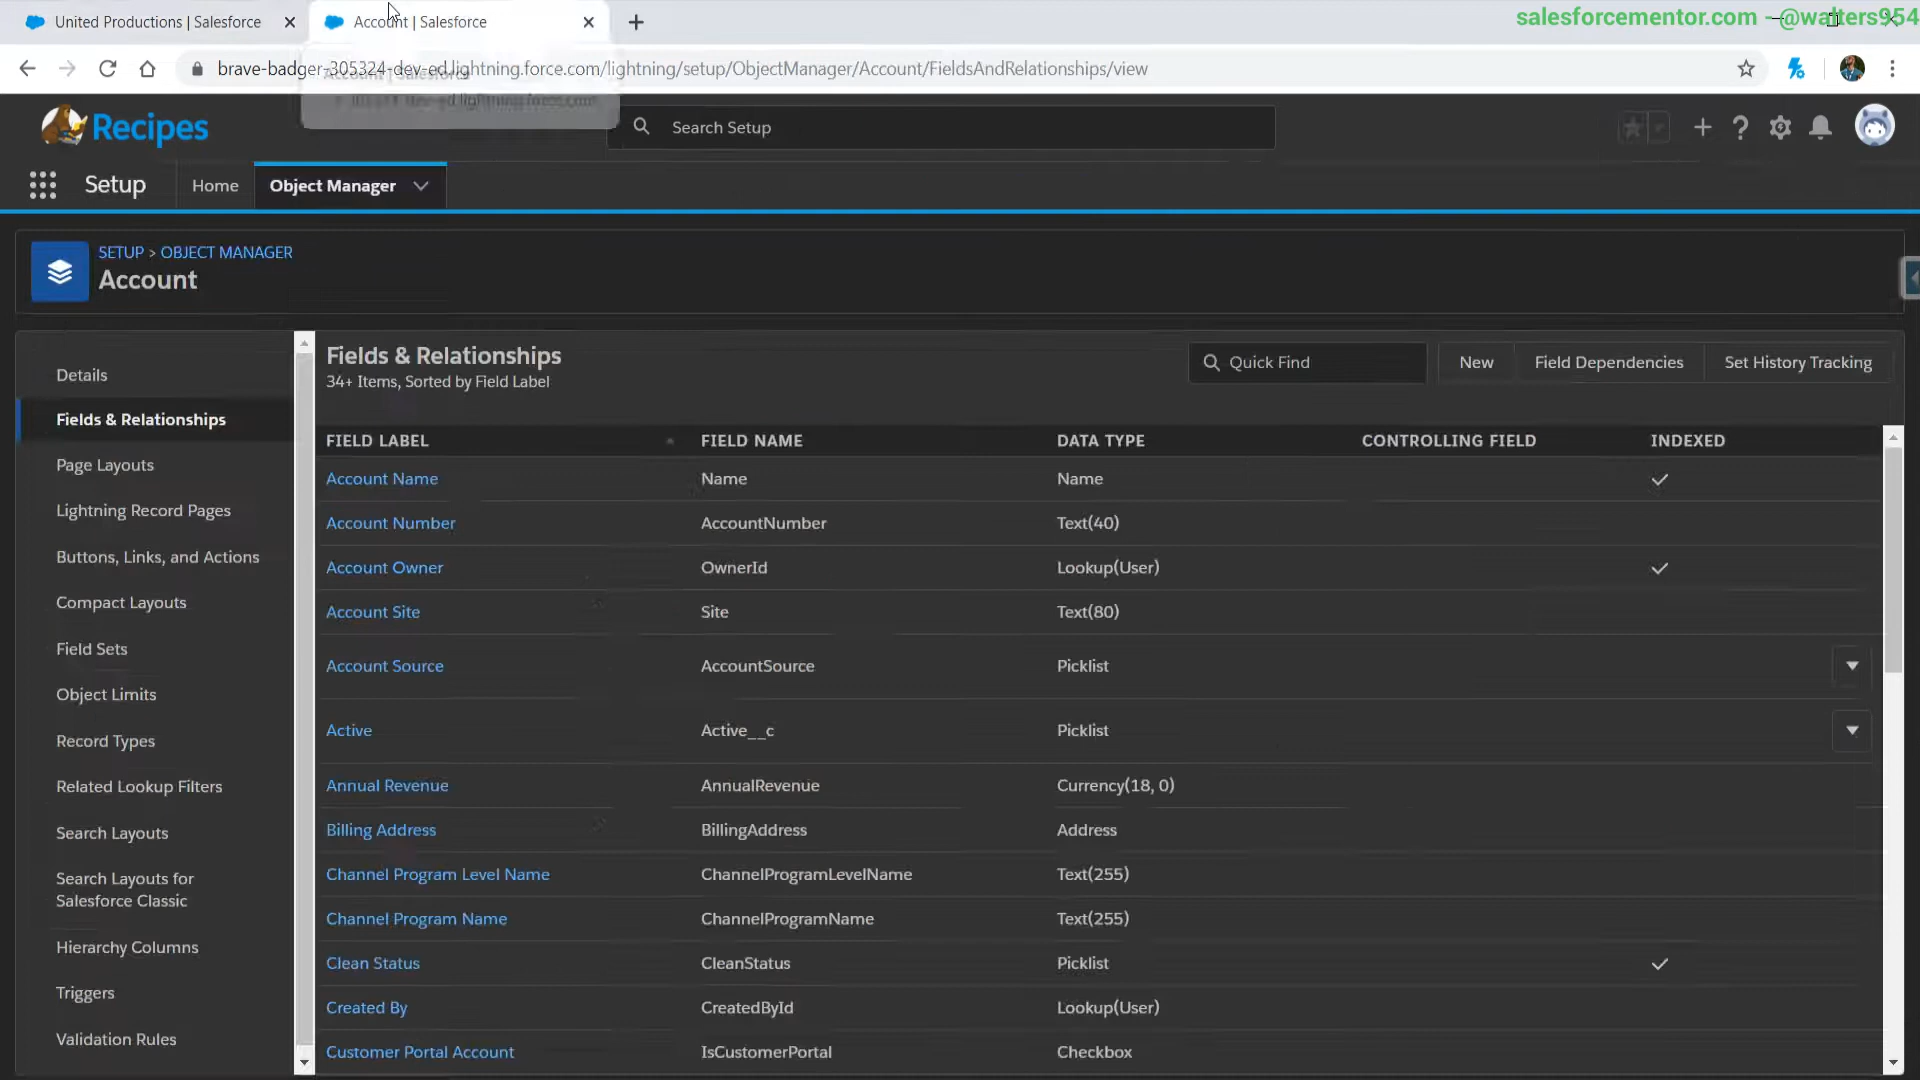 United Productions | Salesforce
Account | Salesforce
salesforcementor.com - @walters954
brave-badger-305324-dev-ed.lightning.force.com/lightning/setup/ObjectManager/Account/FieldsAndRelationships/view
Account | Salesforce
Recipes
Search Setup
Setup
Home
Object Manager
SETUP > OBJECT MANAGER
Account
Details
Fields & Relationships
Page Layouts
Lightning Record Pages
Buttons, Links, and Actions
Compact Layouts
Field Sets
Object Limits
Record Types
Related Lookup Filters
Search Layouts
Search Layouts for
Salesforce Classic
Hierarchy Columns
Triggers
Validation Rules
Fields & Relationships
34+ Items, Sorted by Field Label
Quick Find
New
Field Dependencies
Set History Tracking
FIELD LABEL FIELD NAME DATA TYPE CONTROLLING FIELD INDEXED
Account Name Name Name
Account Number AccountNumber Text(40)
Account Owner OwnerId Lookup(User)
Account Site Site Text(80)
Account Source AccountSource Picklist
Active Active__c Picklist
Annual Revenue AnnualRevenue Currency(18, 0)
Billing Address BillingAddress Address
Channel Program Level Name ChannelProgramLevelName Text(255)
Channel Program Name ChannelProgramName Text(255)
Clean Status CleanStatus Picklist
Created By CreatedById Lookup(User)
Customer Portal Account IsCustomerPortal Checkbox